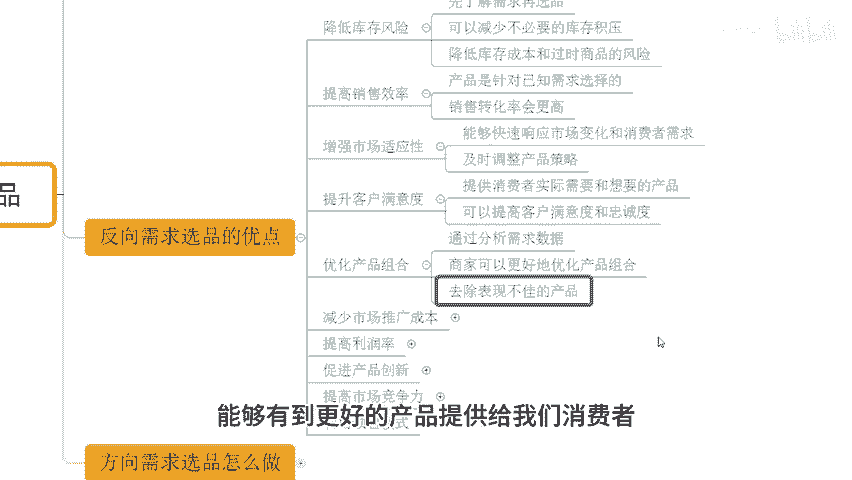 先了解需求再选品
降低库存风险
可以减少不必要的库存积压
降低库存成本和过时商品的风险
产品是针对已知需求选择的
提高销售效率
销售转化率会更高
能够快速响应市场变化和消费者需求
增强市场适应性
及时调整产品策略
提供消费者实际需要和想要的产品
品
提升客户满意度
可以提高客户满意度和忠诚度
反向需求选品的优点
通过分析需求数据
优化产品组合
商家可以更好地优化产品组合
去除表现不佳的产品
减少市场推广成本
提高利润率
促进产品创新
提高市场竞争力
能够有到更好的产品提供给我们消费者
方向需求选品怎么做